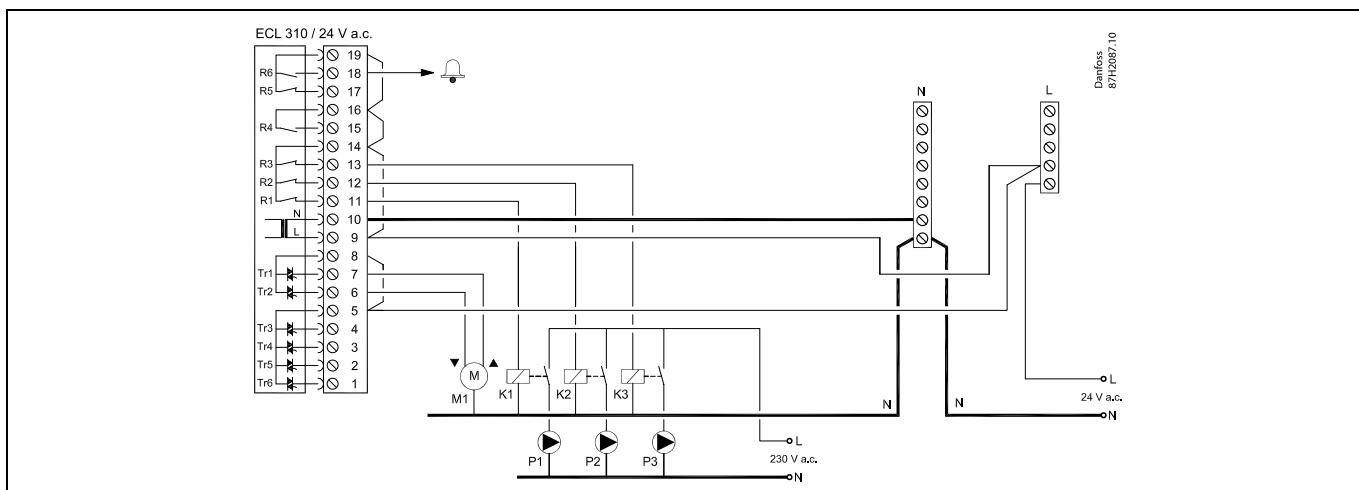 ECL 310 / 24 V a.c.
Danfoss
87H2087.10
19
R6
18
R5
17
16
R4
15
14
R3
13
R2
12
R1
11
N
10
L
9
8
Tr1
7
Tr2
6
5
Tr3
4
Tr4
3
Tr5
2
Tr6
1
N
L
M
M1
K1
K2
K3
P1
P2
P3
N
N
L
24 V a.c.
N
L
230 V a.c.
N